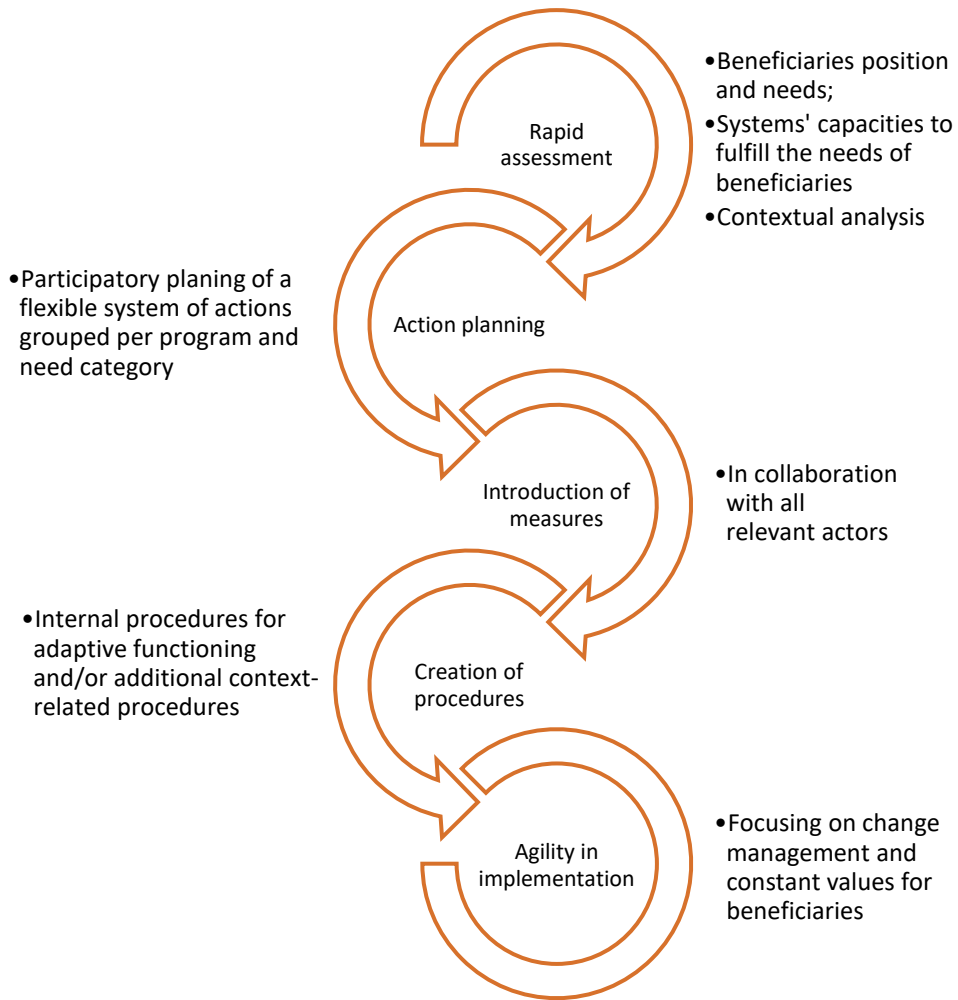 Rapid
assessment
•Beneficiaries position
and needs;
•Systems' capacities to
fulfill the needs of
beneficiaries
•Contextual analysis
•Participatory planing of a
flexible system of actions
grouped per program and
need category
Action planning
Introduction of
measures
•In collaboration
with all
relevant actors
•Internal procedures for
adaptive functioning
and/or additional context-
related procedures
Creation of
procedures
Agility in
implementation
•Focusing on change
management and
constant values for
beneficiaries